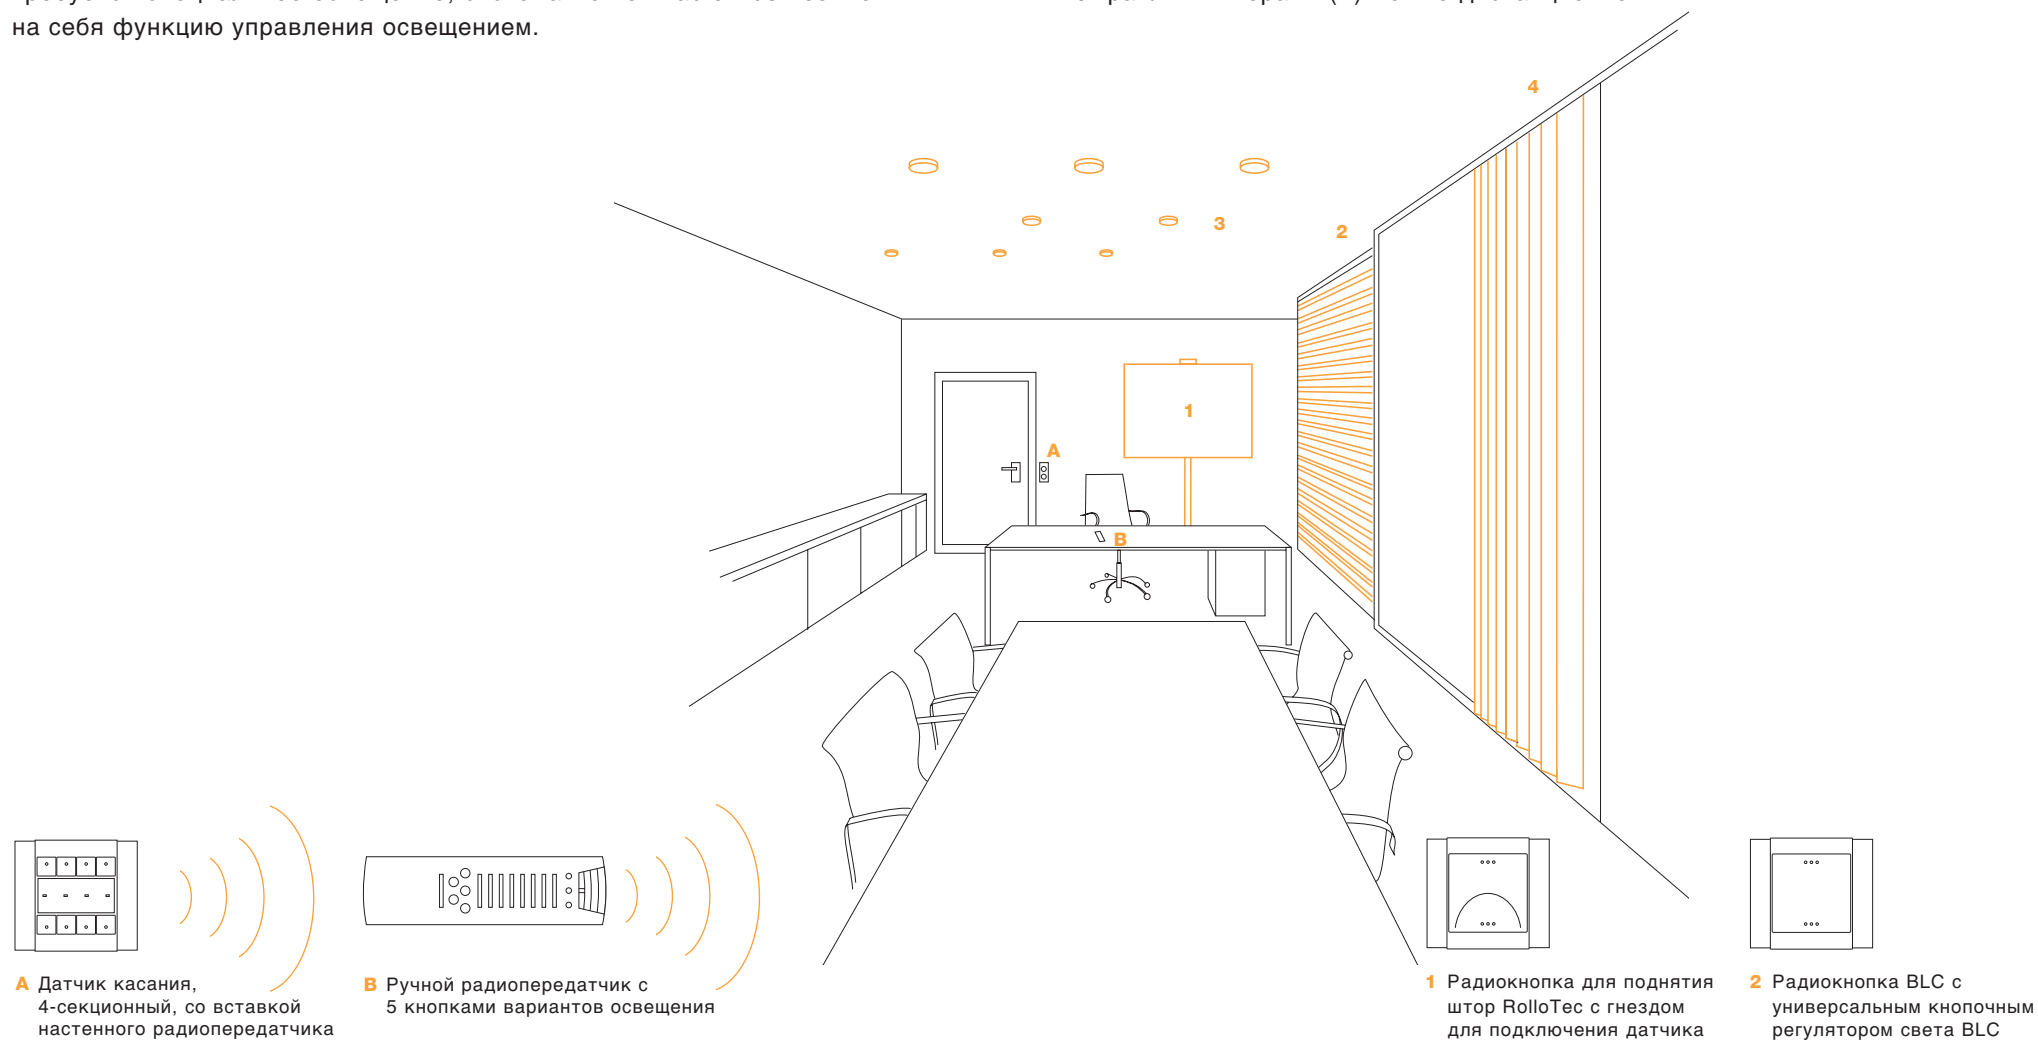 на себя функцию управления освещением.
4
3
2
1
A
B
A Датчик касания,
4-секционный, со вставкой
настенного радиопередатчика
B Ручной радиопередатчик с
5 кнопками вариантов освещения
1 Радиокнопка для поднятия
штор RolloTec с гнездом
для подключения датчика
2 Радиокнопка BLC с
универсальным кнопочным
регулятором света BLC